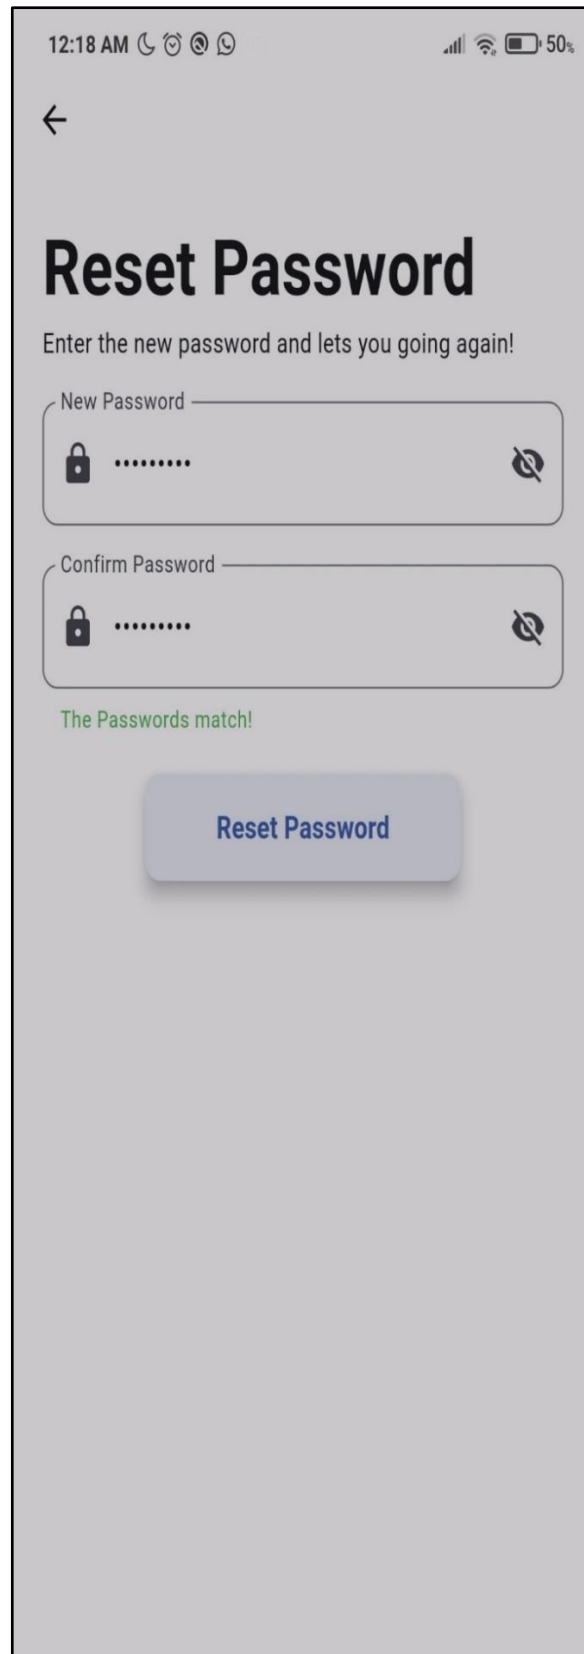 12:18 AM 50%
Reset Password
Enter the new password and lets you going again!
New Password
•••••••••
Confirm Password
•••••••••
The Passwords match!
Reset Password